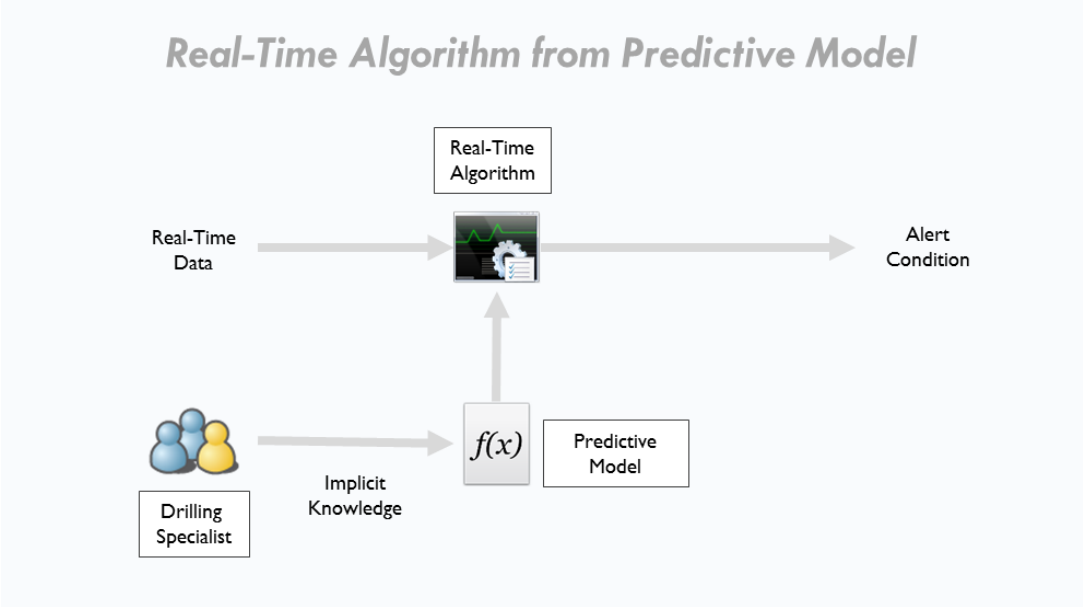 Real-Time Algorithm from Predictive Model
Real-Time
Algorithm
Real-Time
Data
Alert
Condition
f(x)
Predictive
Model
Implicit
Knowledge
Drilling
Specialist